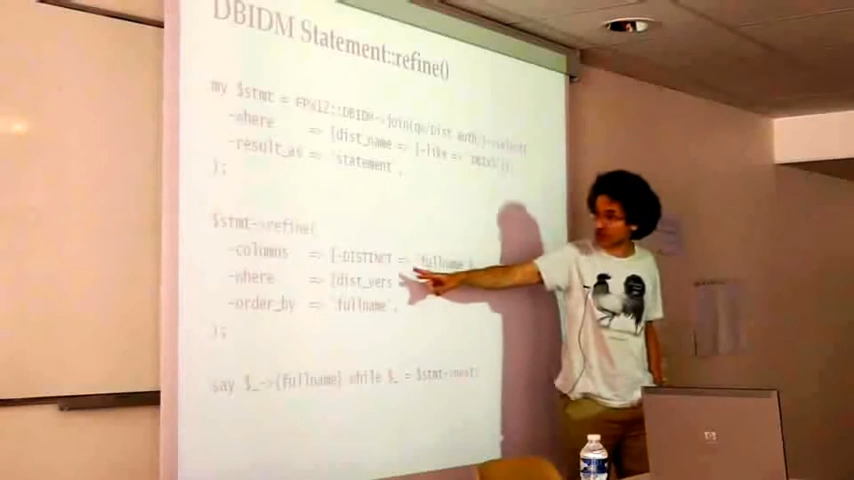 DBIDM Statement::refine()
my $stmt = FPW12::DBIDM->join(qw/Dist auth/)->select(
-where => [dist_name => {-like => 'DBIx%'}],
-result_as => 'statement',
);
$stmt->refine(
-columns => [-DISTINCT => 'fullname'],
-where => [dist_vers
-order_by => 'fullname',
);
say $_->{fullname} while $_ = $stmt->next;
hp